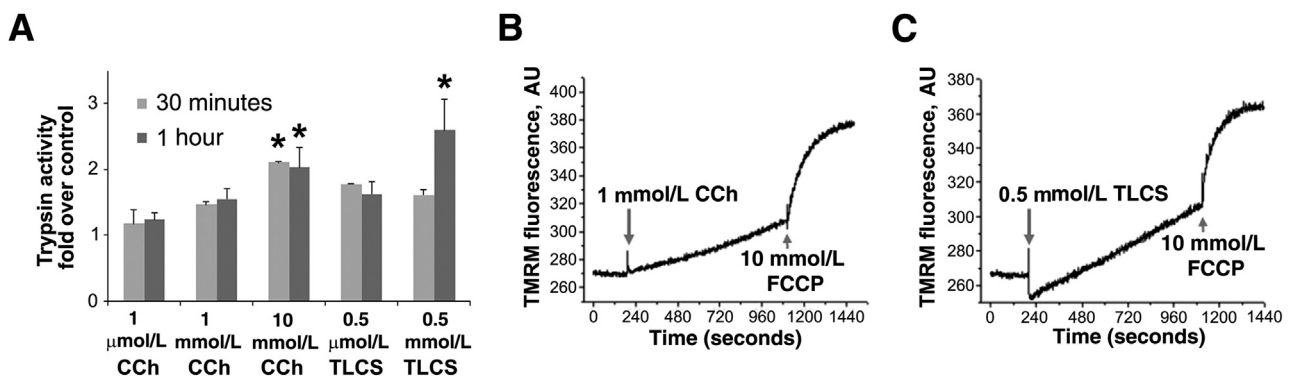 A
Trypsin activity
fold over control
3
2
1
0
30 minutes
1 hour
*
*
*
1
μmol/L
CCh
1
mmol/L
CCh
10
mmol/L
CCh
0.5
μmol/L
TLCS
0.5
mmol/L
TLCS
B
TMRM fluorescence, AU
400
380
360
340
320
300
280
260
1 mmol/L CCh
10 mmol/L
FCCP
0 240 480 720 960 1200 1440
Time (seconds)
C
TMRM fluorescence, AU
380
360
340
320
300
280
260
0.5 mmol/L TLCS
10 mmol/L
FCCP
0 240 480 720 960 1200 1440
Time (seconds)